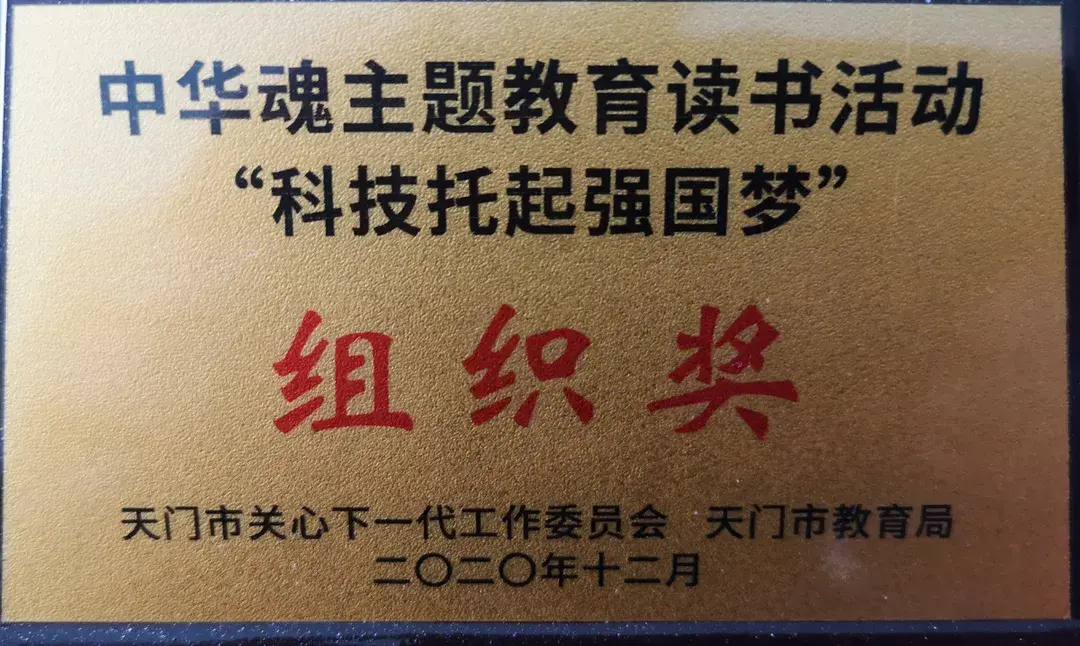 中华魂主题教育读书活动
“科技托起强国梦”
组织奖
天门市关心下一代工作委员会 天门市教育局
二〇二〇年十二月